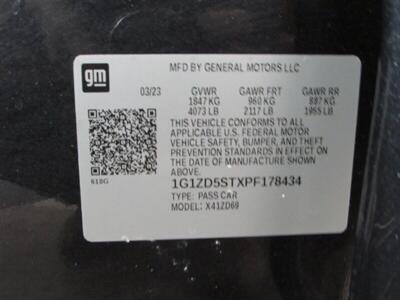 gm
MFD BY GENERAL MOTORS LLC
03/23 GVWR GAWR FRT GAWR RR
1847 KG 960 KG 887 KG
4073 LB 2117 LB 1955 LB
THIS VEHICLE CONFORMS TO ALL
APPLICABLE U.S. FEDERAL MOTOR
VEHICLE SAFETY, BUMPER, AND THEFT
PREVENTION STANDARDS IN EFFECT ON
THE DATE OF MANUFACTURE SHOWN ABOVE.
618G
1G1ZD5STXPF178434
TYPE: PASS CAR
MODEL: X41ZD69